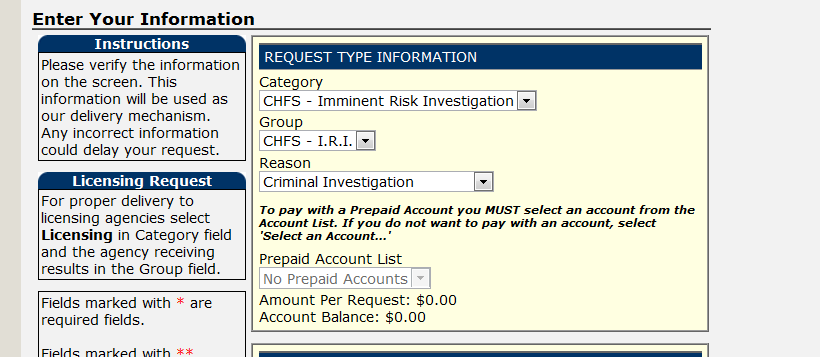 Enter Your Information
Instructions
Please verify the information
on the screen. This
information will be used as
our delivery mechanism.
Any incorrect information
could delay your request.
Licensing Request
For proper delivery to
licensing agencies select
Licensing in Category field
and the agency receiving
results in the Group field.
Fields marked with * are
required fields.
Fields marked with **
REQUEST TYPE INFORMATION
Category
CHFS - Imminent Risk Investigation
Group
CHFS - I.R.I.
Reason
Criminal Investigation
To pay with a Prepaid Account you MUST select an account from the
Account List. If you do not want to pay with an account, select
'Select an Account...'
Prepaid Account List
No Prepaid Accounts
Amount Per Request: $0.00
Account Balance: $0.00